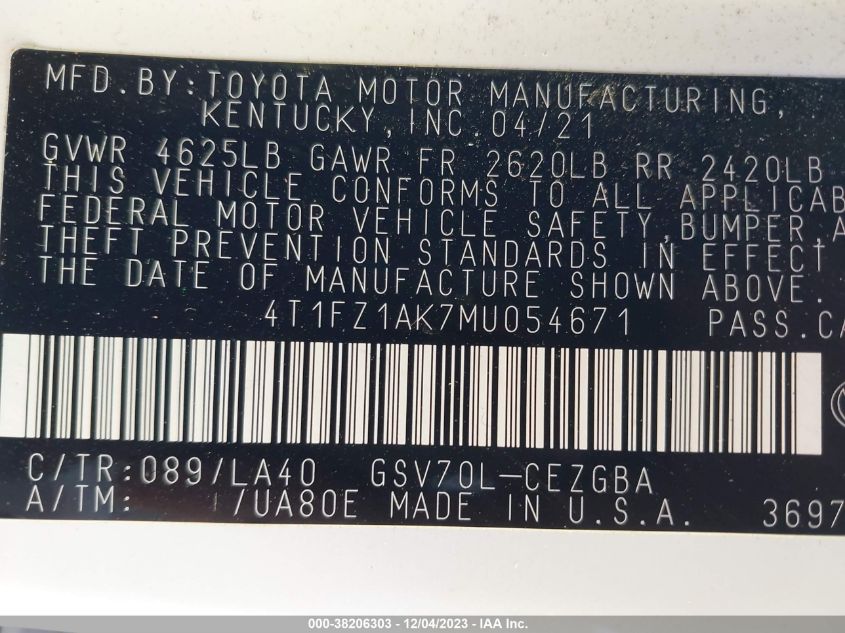 MFD.BY:TOYOTA MOTOR MANUFACTURING,
KENTUCKY,INC.04/21
GVWR 4625LB GAWR FR 2620LB RR 2420LB
THIS VEHICLE CONFORMS TO ALL APPLICAB
FEDERAL MOTOR VEHICLE SAFETY,BUMPER,A
THEFT PREVENTION STANDARDS IN EFFECT
THE DATE OF MANUFACTURE SHOWN ABOVE.
4T1FZ1AK7MU054671 PASS.CA
C/TR:089/LA40 GSV70L-CEZGBA
A/TM: /UA80E MADE IN U.S.A. 3697
000-38206303 - 12/04/2023 - IAA Inc.